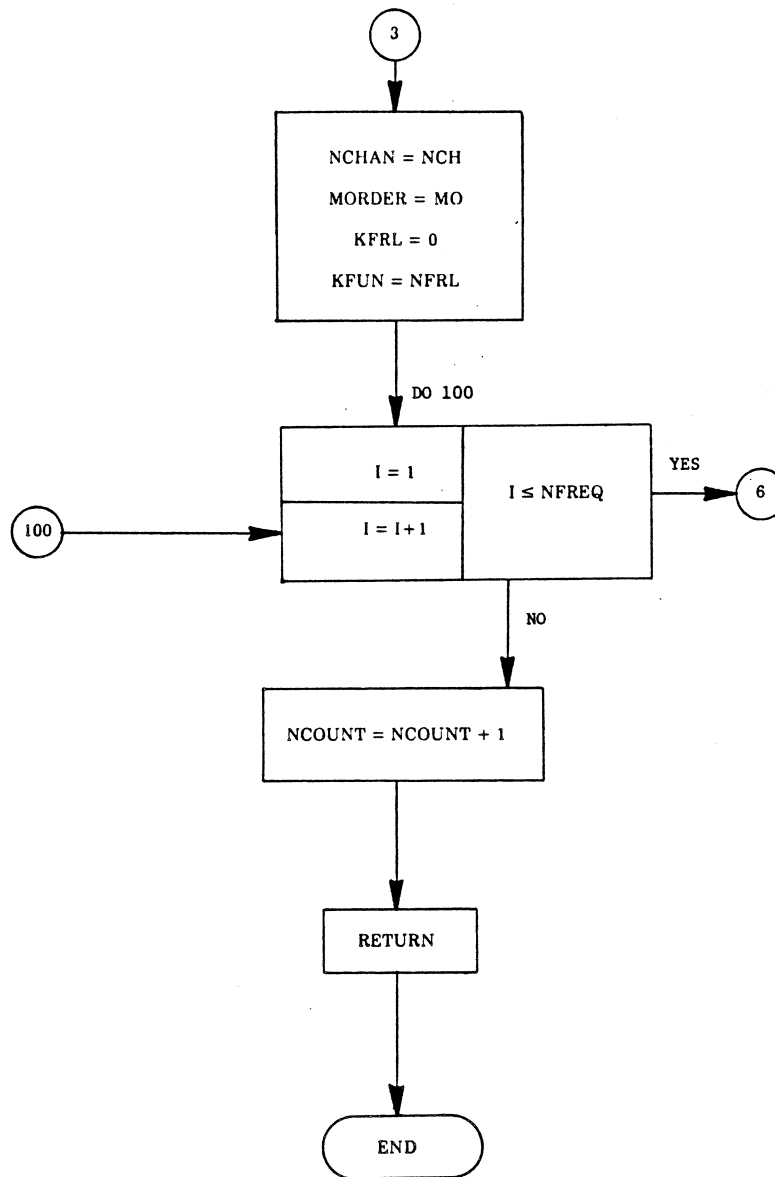 3
NCHAN = NCH
MORDER = MO
KFRL = 0
KFUN = NFRL
DO 100
I = 1
I ≤ NFREQ
YES
6
100
I = I+1
NO
NCOUNT = NCOUNT + 1
RETURN
END